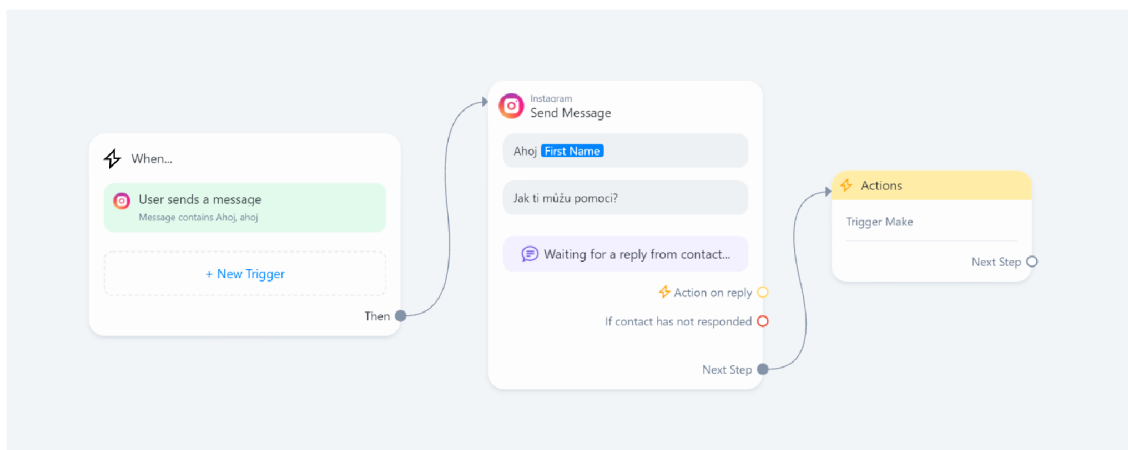 When...
User sends a message
Message contains Ahoj, ahoj
+ New Trigger
Then
Instagram
Send Message
Ahoj First Name
Jak ti můžu pomoci?
Waiting for a reply from contact...
Action on reply
If contact has not responded
Next Step
Actions
Trigger Make
Next Step